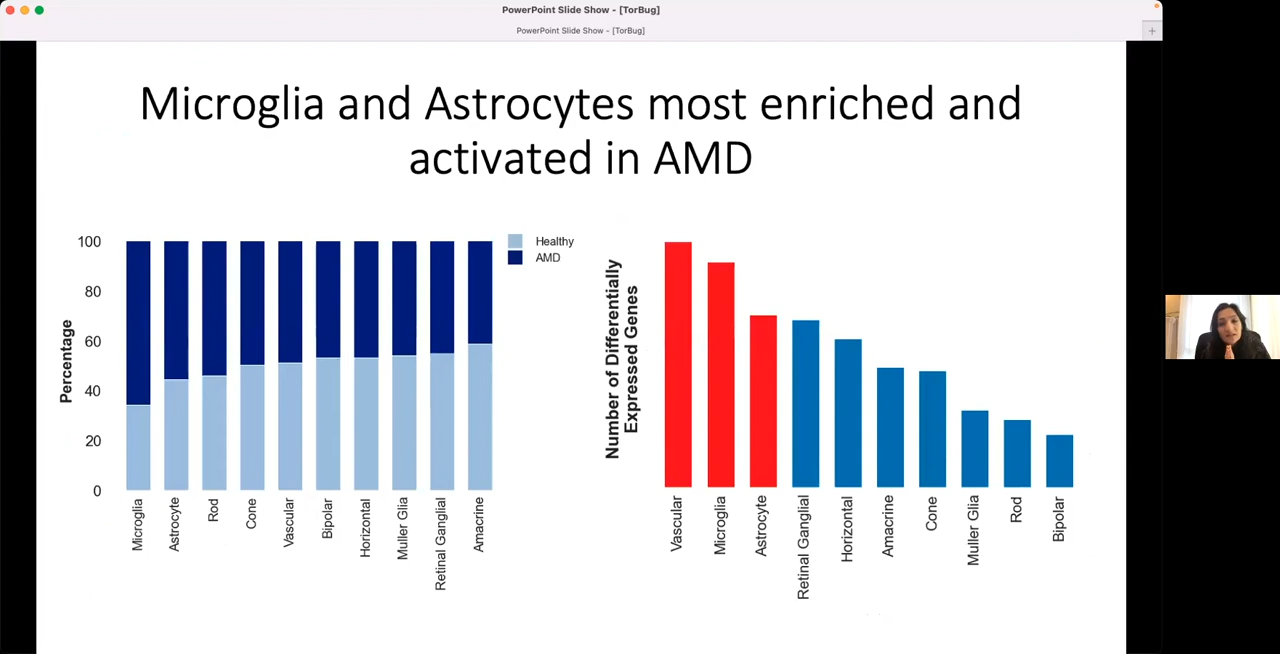 PowerPoint Slide Show - [TorBug]
PowerPoint Slide Show - [TorBug]
+
Microglia and Astrocytes most enriched and
activated in AMD
100
80
60
40
20
0
Percentage
Microglia
Astrocyte
Rod
Cone
Vascular
Bipolar
Horizontal
Muller Glia
Retinal Ganglial
Amacrine
Healthy
AMD
Number of Differentially
Expressed Genes
Vascular
Microglia
Astrocyte
Retinal Ganglial
Horizontal
Amacrine
Cone
Muller Glia
Rod
Bipolar